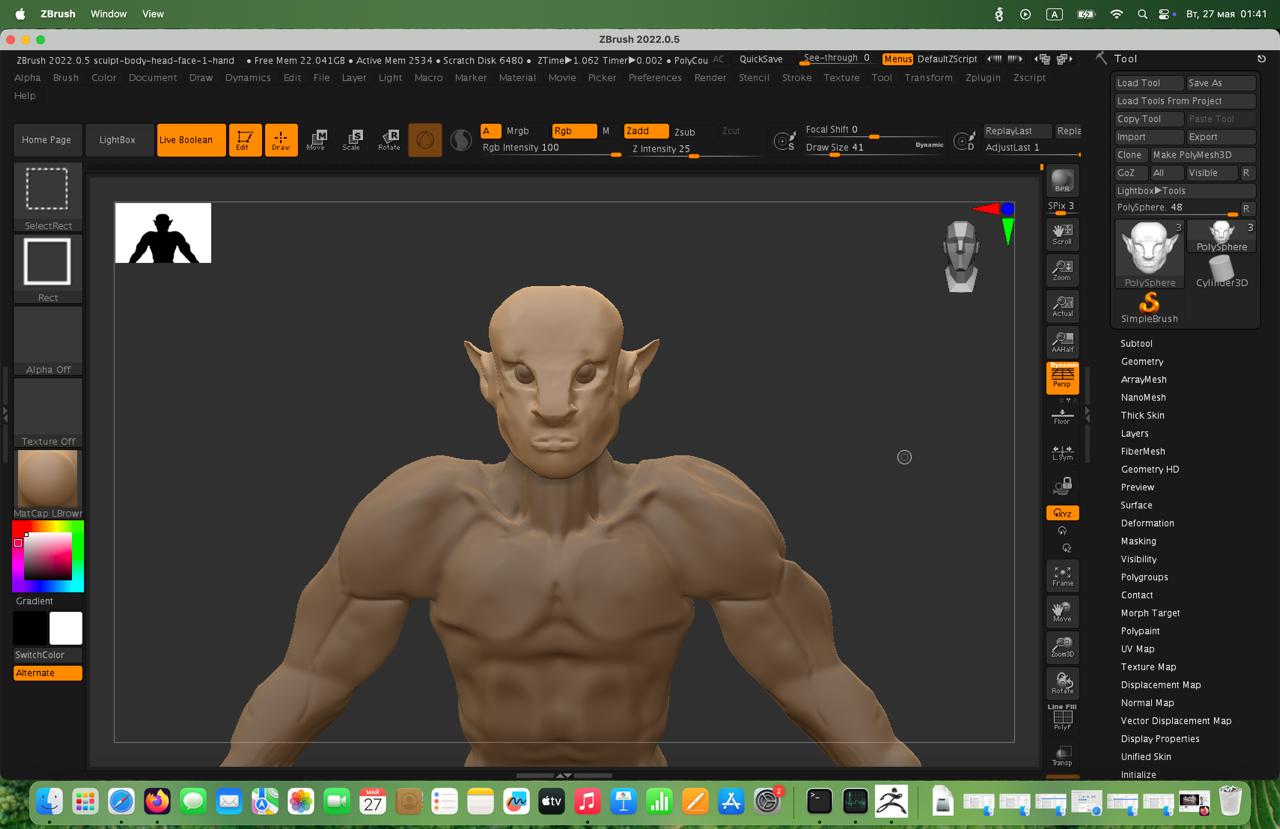 ZBrush Window View
A Вт, 27 мая 01:41
ZBrush 2022.0.5
ZBrush 2022.0.5 sculpt-body-head-face-1-hand • Free Mem 22.041GB • Active Mem 2534 • Scratch Disk 6480 • ZTime▶1.062 Timer▶0.002 • PolyCou AC QuickSave See-through 0 Menus DefaultZScript
Alpha Brush Color Document Draw Dynamics Edit File Layer Light Macro Marker Material Movie Picker Preferences Render Stencil Stroke Texture Tool Transform Zplugin Zscript
Help
Home Page LightBox Live Boolean Edit Draw Move Scale Rotate
M S R
A Mrgb Rgb M Zadd Zsub Zcut
Rgb Intensity 100 Z Intensity 25
Focal Shift 0
Draw Size 41 Dynamic
S D
ReplayLast Repla
AdjustLast 1
SelectRect
Rect
Alpha Off
Texture Off
MatCap LBrown
Gradient
SwitchColor
Alternate
BPR
SPix 3
Scroll
Zoom
Actual
AAHalf
Dynamic
Persp
Floor
L.Sym
XYZ
Y
Z
Frame
Move
Zoom3D
Rotate
Line Fill
PolyF
Transp
Tool
Load Tool Save As
Load Tools From Project
Copy Tool Paste Tool
Import Export
Clone Make PolyMesh3D
GoZ All Visible R
Lightbox▶Tools
PolySphere. 48 R
3 3
PolySphere
PolySphere Cylinder3D
SimpleBrush
Subtool
Geometry
ArrayMesh
NanoMesh
Thick Skin
Layers
FiberMesh
Geometry HD
Preview
Surface
Deformation
Masking
Visibility
Polygroups
Contact
Morph Target
Polypaint
UV Map
Texture Map
Displacement Map
Normal Map
Vector Displacement Map
Display Properties
Unified Skin
Initialize
МАЙ
27
tv
2